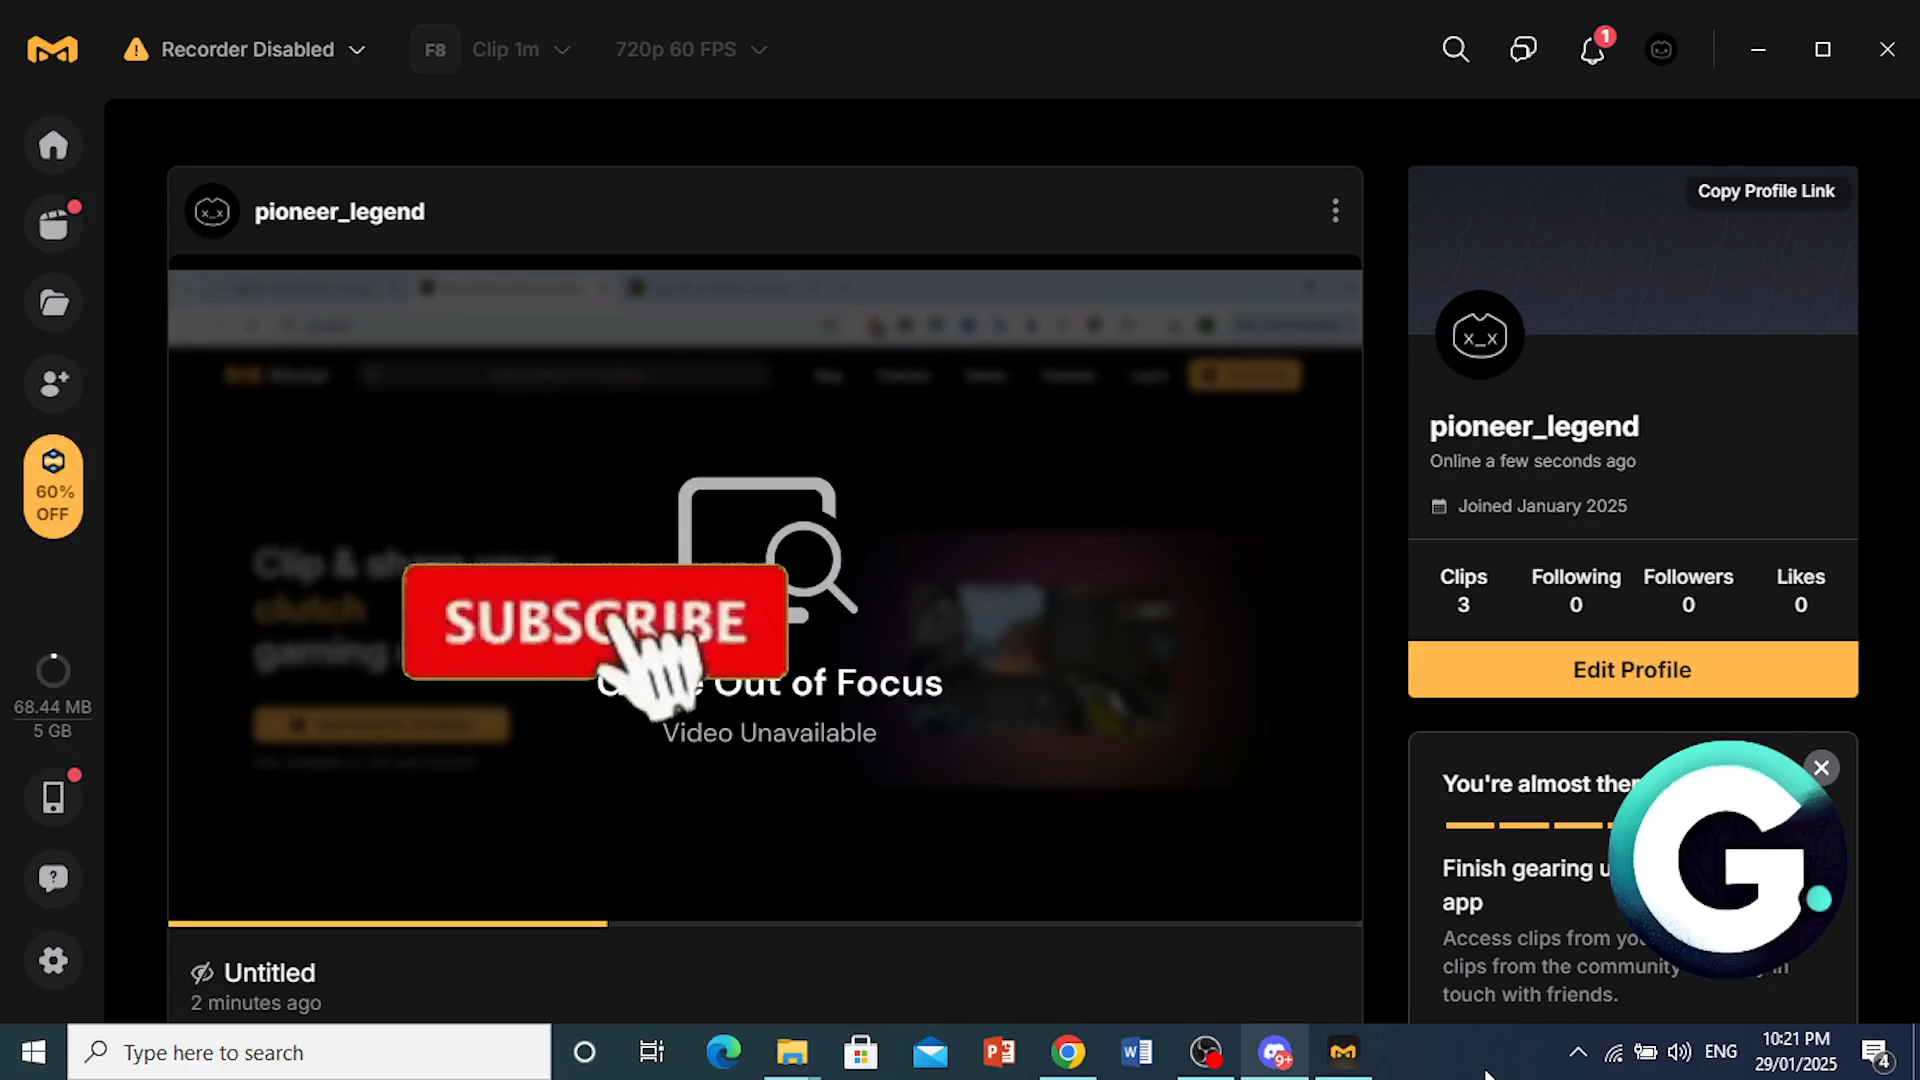 Recorder Disabled
F8
Clip 1m
720p 60 FPS
1
pioneer_legend
Copy Profile Link
x_x
pioneer_legend
Online a few seconds ago
Joined January 2025
Clips
Following
Followers
Likes
3
0
0
0
Edit Profile
60%
OFF
SUBSCRIBE
Out of Focus
Video Unavailable
68.44 MB
5 GB
You're almost
Finish gearing
app
Access clips from
clips from the community
touch with friends.
G
Untitled
2 minutes ago
Type here to search
9+
ENG
10:21 PM
29/01/2025
4